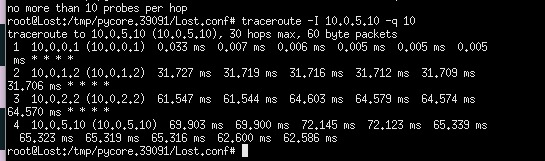 no more than 10 probes per hop
root@Lost:/tmp/pycore.39091/Lost.conf# traceroute -I 10.0.5.10 -q 10
traceroute to 10.0.5.10 (10.0.5.10), 30 hops max, 60 byte packets
1 10.0.0.1 (10.0.0.1) 0.033 ms 0.007 ms 0.006 ms 0.005 ms 0.005 ms 0.005
ms * * * *
2 10.0.1.2 (10.0.1.2) 31.727 ms 31.719 ms 31.716 ms 31.712 ms 31.709 ms
31.706 ms * * * *
3 10.0.2.2 (10.0.2.2) 61.547 ms 61.544 ms 64.603 ms 64.579 ms 64.574 ms
64.570 ms * * * *
4 10.0.5.10 (10.0.5.10) 69.903 ms 69.900 ms 72.145 ms 72.123 ms 65.339 ms
65.323 ms 65.319 ms 65.316 ms 62.600 ms 62.586 ms
root@Lost:/tmp/pycore.39091/Lost.conf#